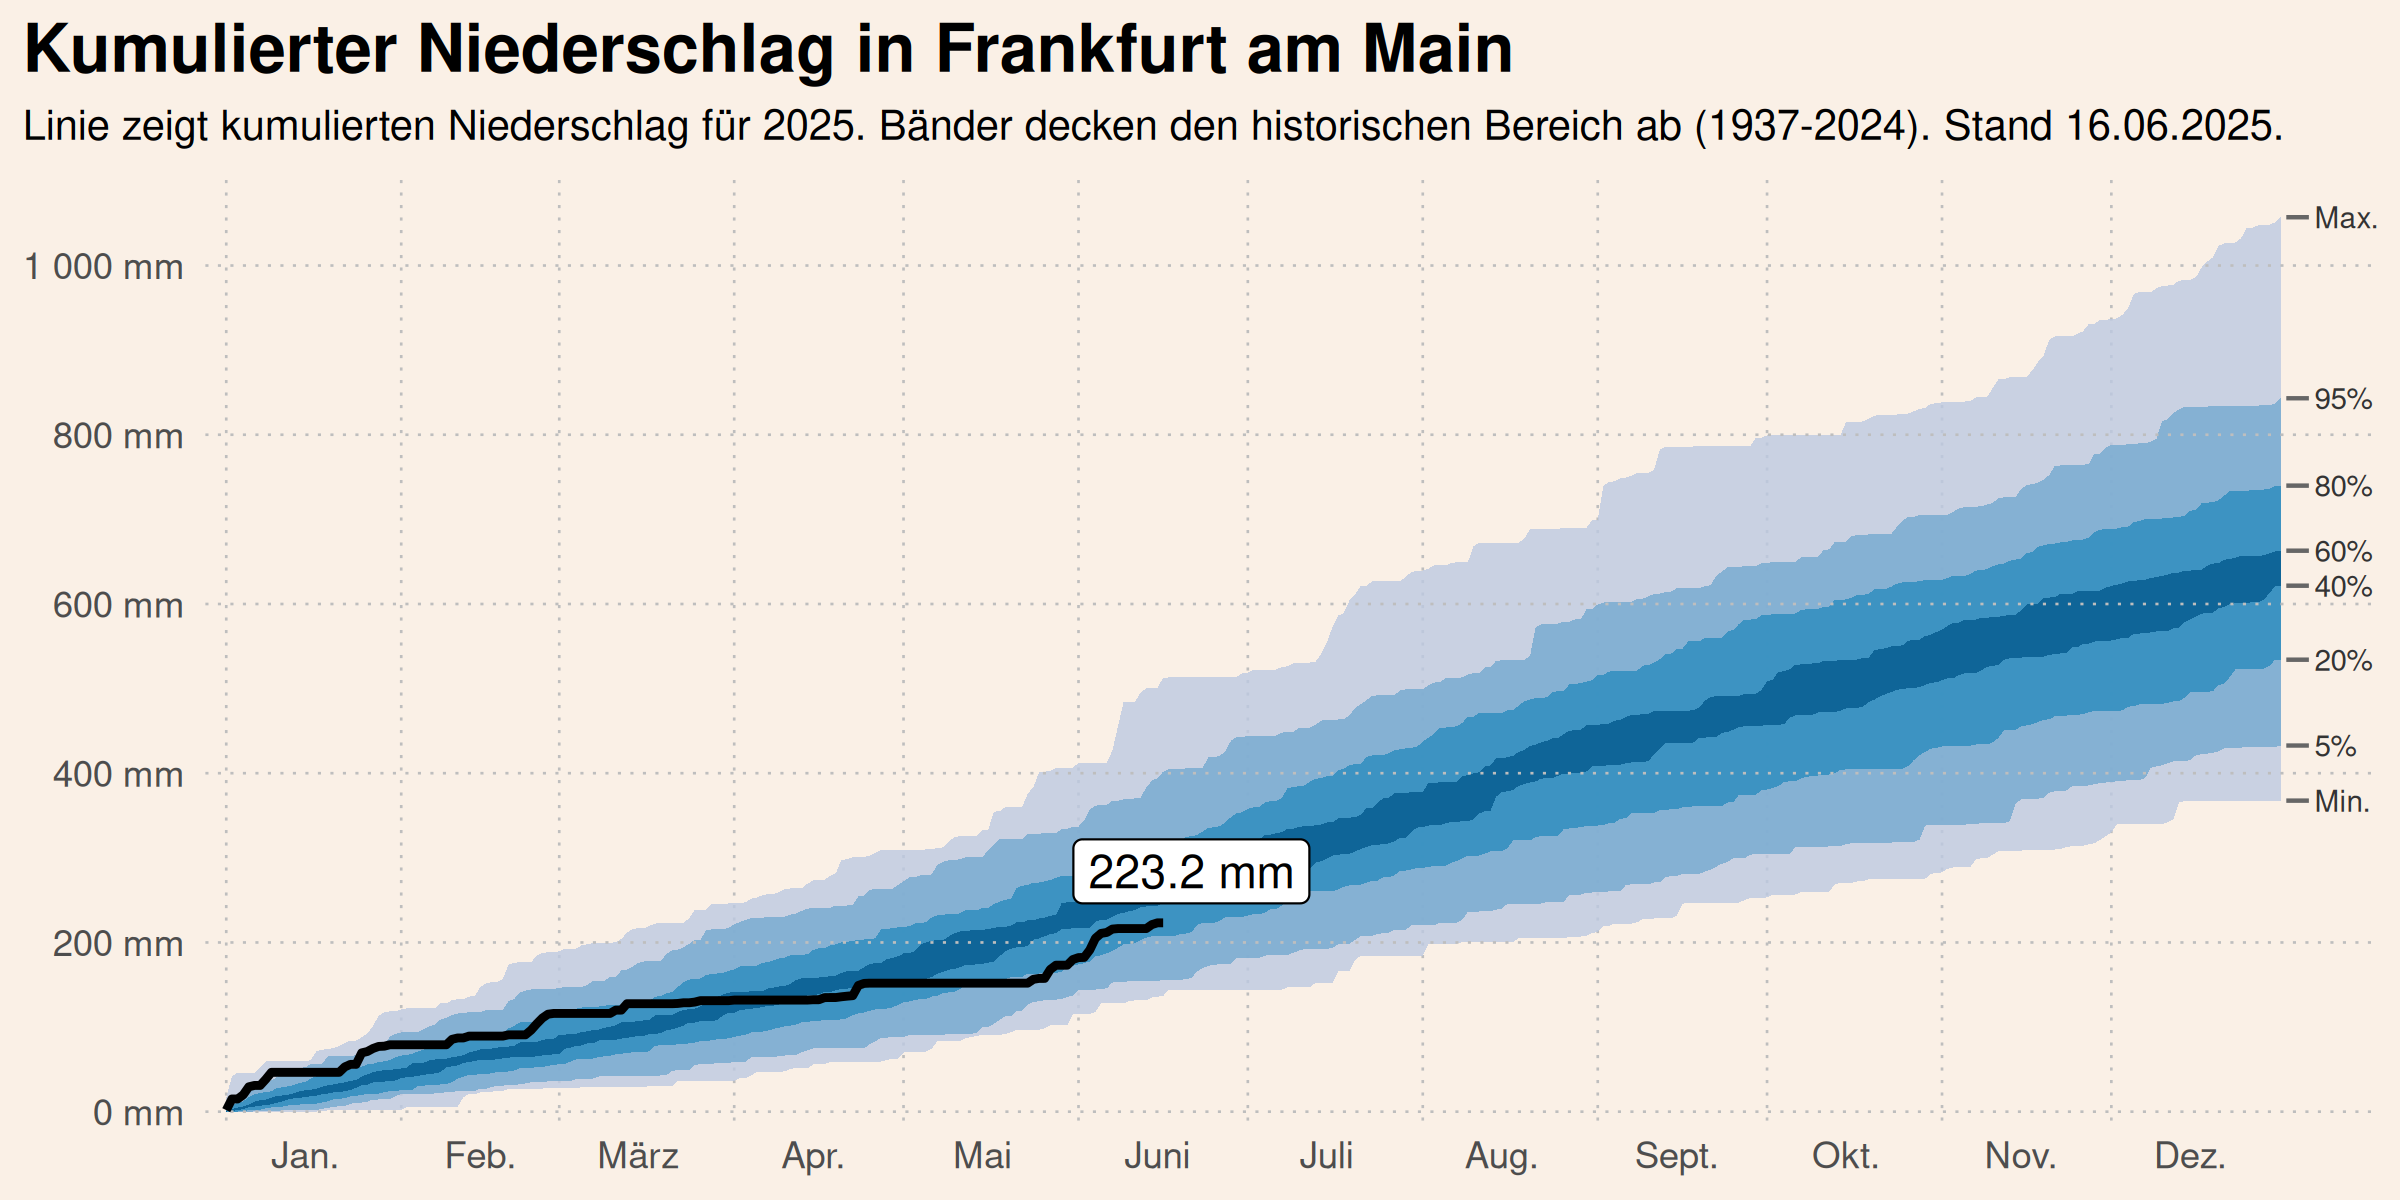 Kumulierter Niederschlag in Frankfurt am Main
Linie zeigt kumulierten Niederschlag für 2025. Bänder decken den historischen Bereich ab (1937-2024). Stand 16.06.2025.
Max.
1 000 mm
95%
800 mm
80%
60%
40%
600 mm
20%
5%
400 mm
Min.
223.2 mm
200 mm
0 mm
Jan. Feb. März Apr. Mai Juni Juli Aug. Sept. Okt. Nov. Dez.